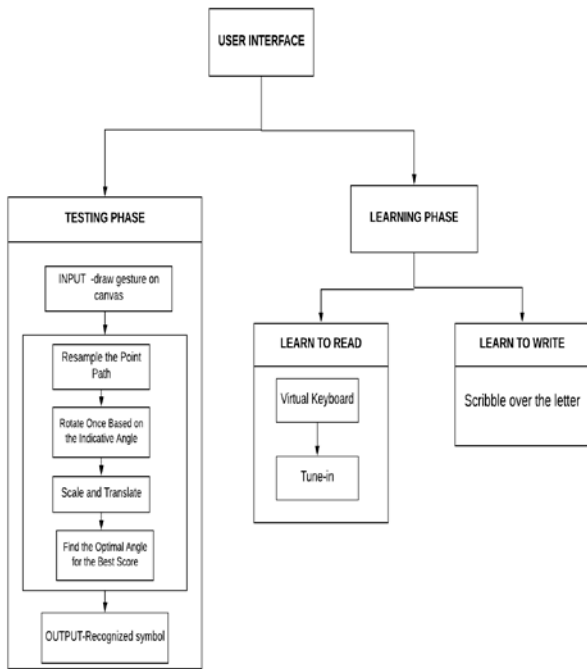 USER INTERFACE
TESTING PHASE
INPUT -draw gesture on
canvas
Resample the Point
Path
Rotate Once Based on
the Indicative Angle
Scale and Translate
Find the Optimal Angle
for the Best Score
OUTPUT-Recognized symbol
LEARNING PHASE
LEARN TO READ
Virtual Keyboard
Tune-in
LEARN TO WRITE
Scribble over the letter